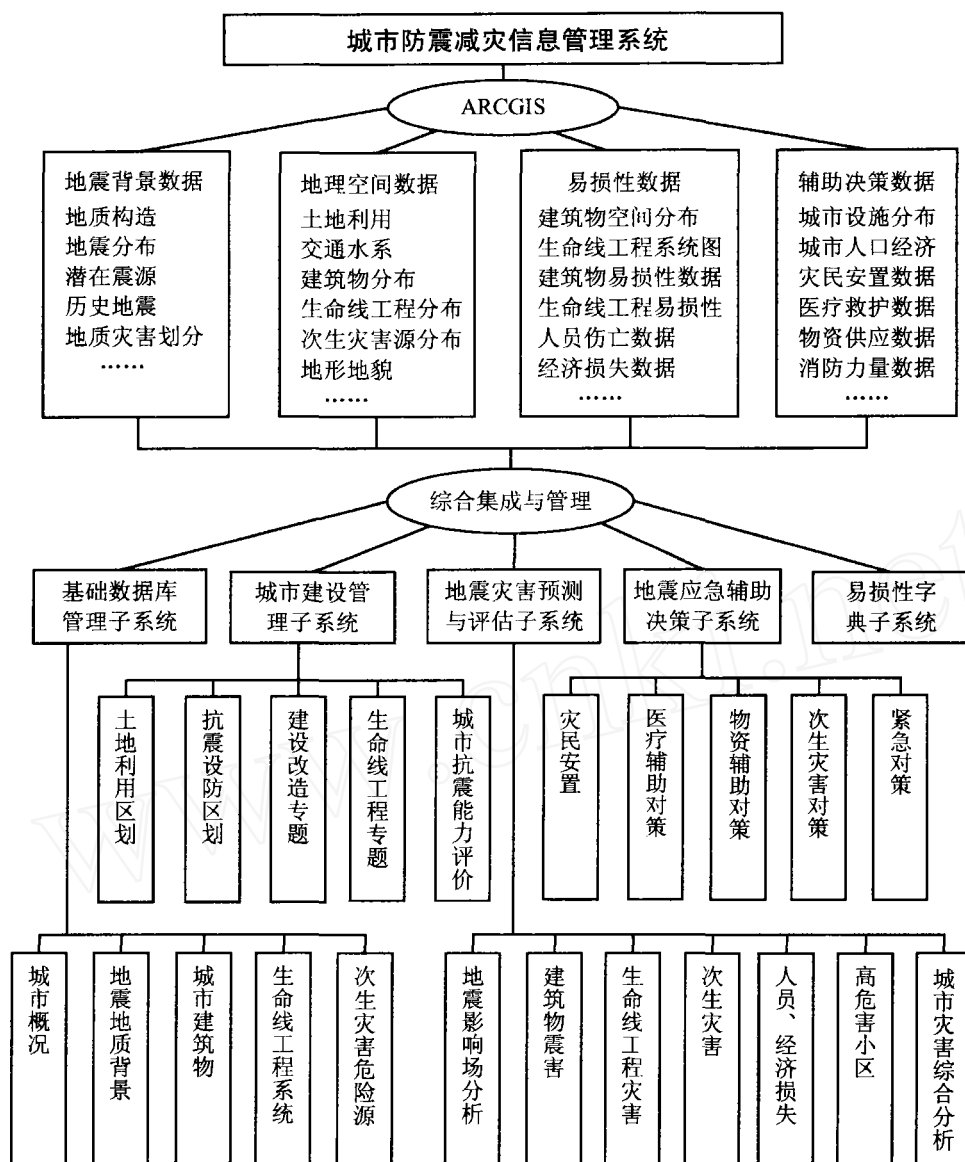 城市防震减灾信息管理系统
ARCGIS
地震背景数据
地质构造
地震分布
潜在震源
历史地震
地质灾害划分
……
地理空间数据
土地利用
交通水系
建筑物分布
生命线工程分布
次生灾害源分布
地形地貌
……
易损性数据
建筑物空间分布
生命线工程系统图
建筑物易损性数据
生命线工程易损性
人员伤亡数据
经济损失数据
……
辅助决策数据
城市设施分布
城市人口经济
灾民安置数据
医疗救护数据
物资供应数据
消防力量数据
……
综合集成与管理
基础数据库
管理子系统
城市建设管
理子系统
地震灾害预测
与评估子系统
地震应急辅助
决策子系统
易损性字
典子系统
土地利用区划
抗震设防区划
建设改造专题
生命线工程专题
城市抗震能力评价
灾民安置
医疗辅助对策
物资辅助对策
次生灾害对策
紧急对策
城市概况
地震地质背景
城市建筑物
生命线工程系统
次生灾害危险源
地震影响场分析
建筑物震害
生命线工程灾害
次生灾害
人员、经济损失
高危害小区
城市灾害综合分析
www.cnki.net